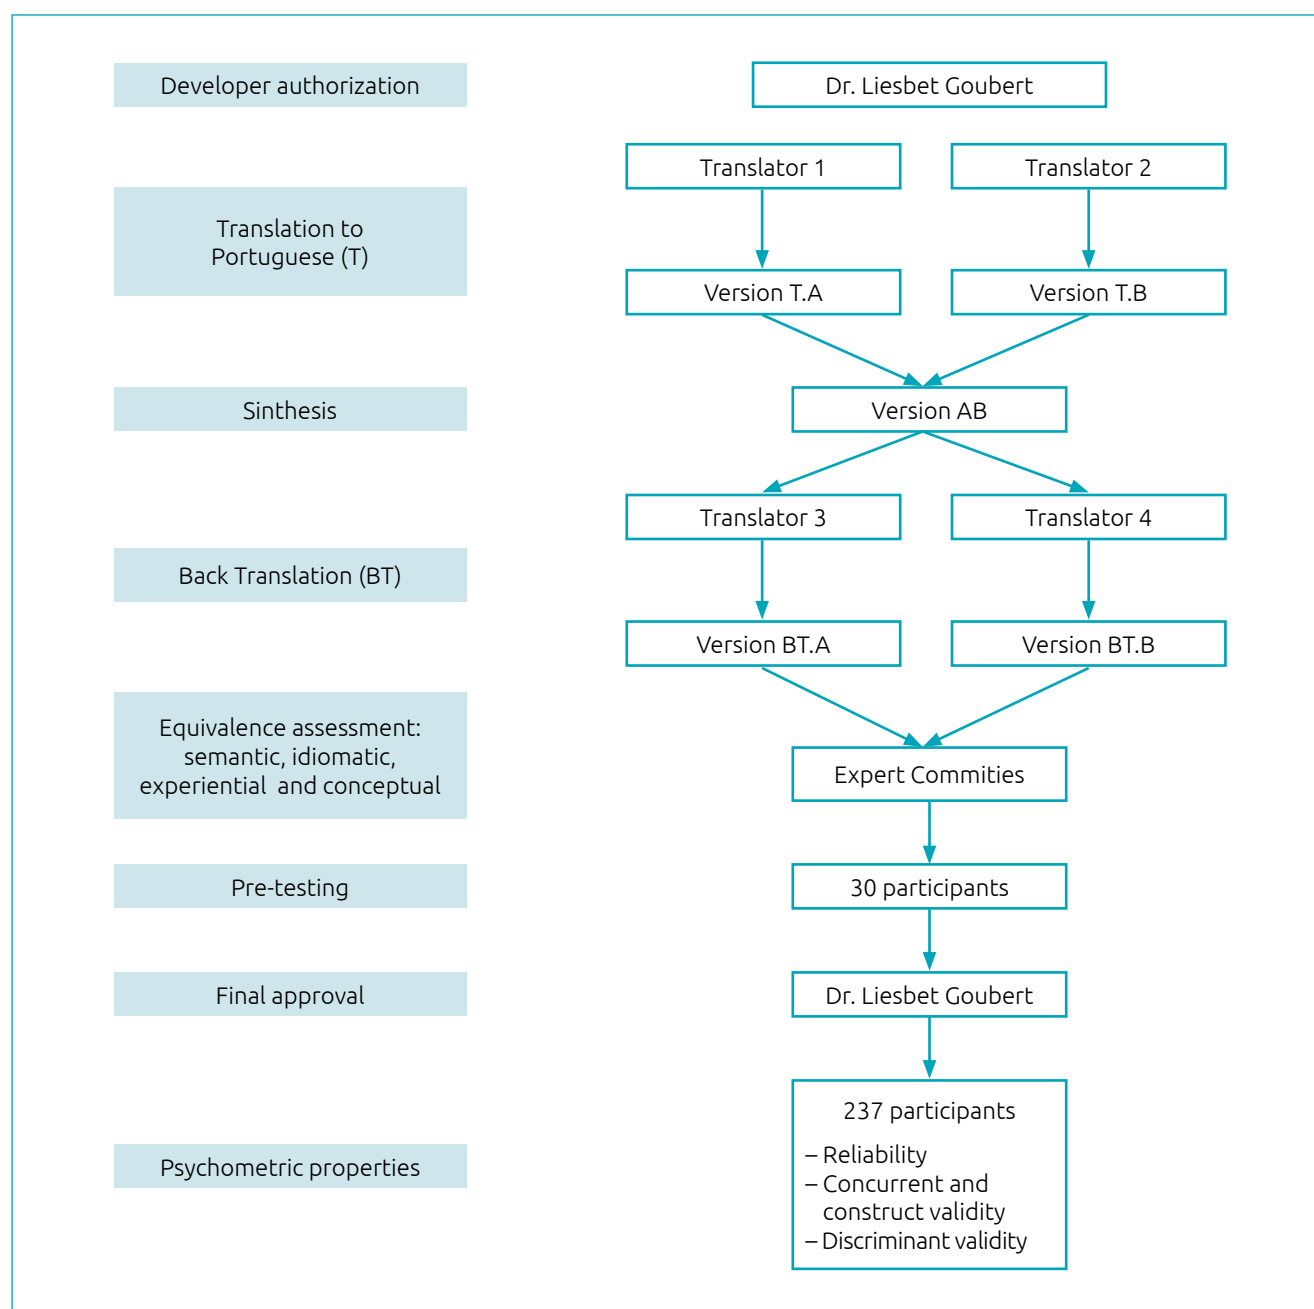 Developer authorization
Dr. Liesbet Goubert
Translator 1
Translator 2
Translation to
Portuguese (T)
Version T.A
Version T.B
Sinthesis
Version AB
Translator 3
Translator 4
Back Translation (BT)
Version BT.A
Version BT.B
Equivalence assessment:
semantic, idiomatic,
experiential and conceptual
Expert Commities
Pre-testing
30 participants
Final approval
Dr. Liesbet Goubert
Psychometric properties
237 participants
– Reliability
– Concurrent and
construct validity
– Discriminant validity